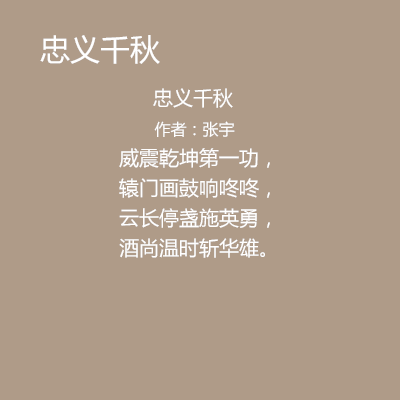 忠义千秋
忠义千秋
作者：张宇
威震乾坤第一功，
辕门画鼓响咚咚，
云长停盏施英勇，
酒尚温时斩华雄。